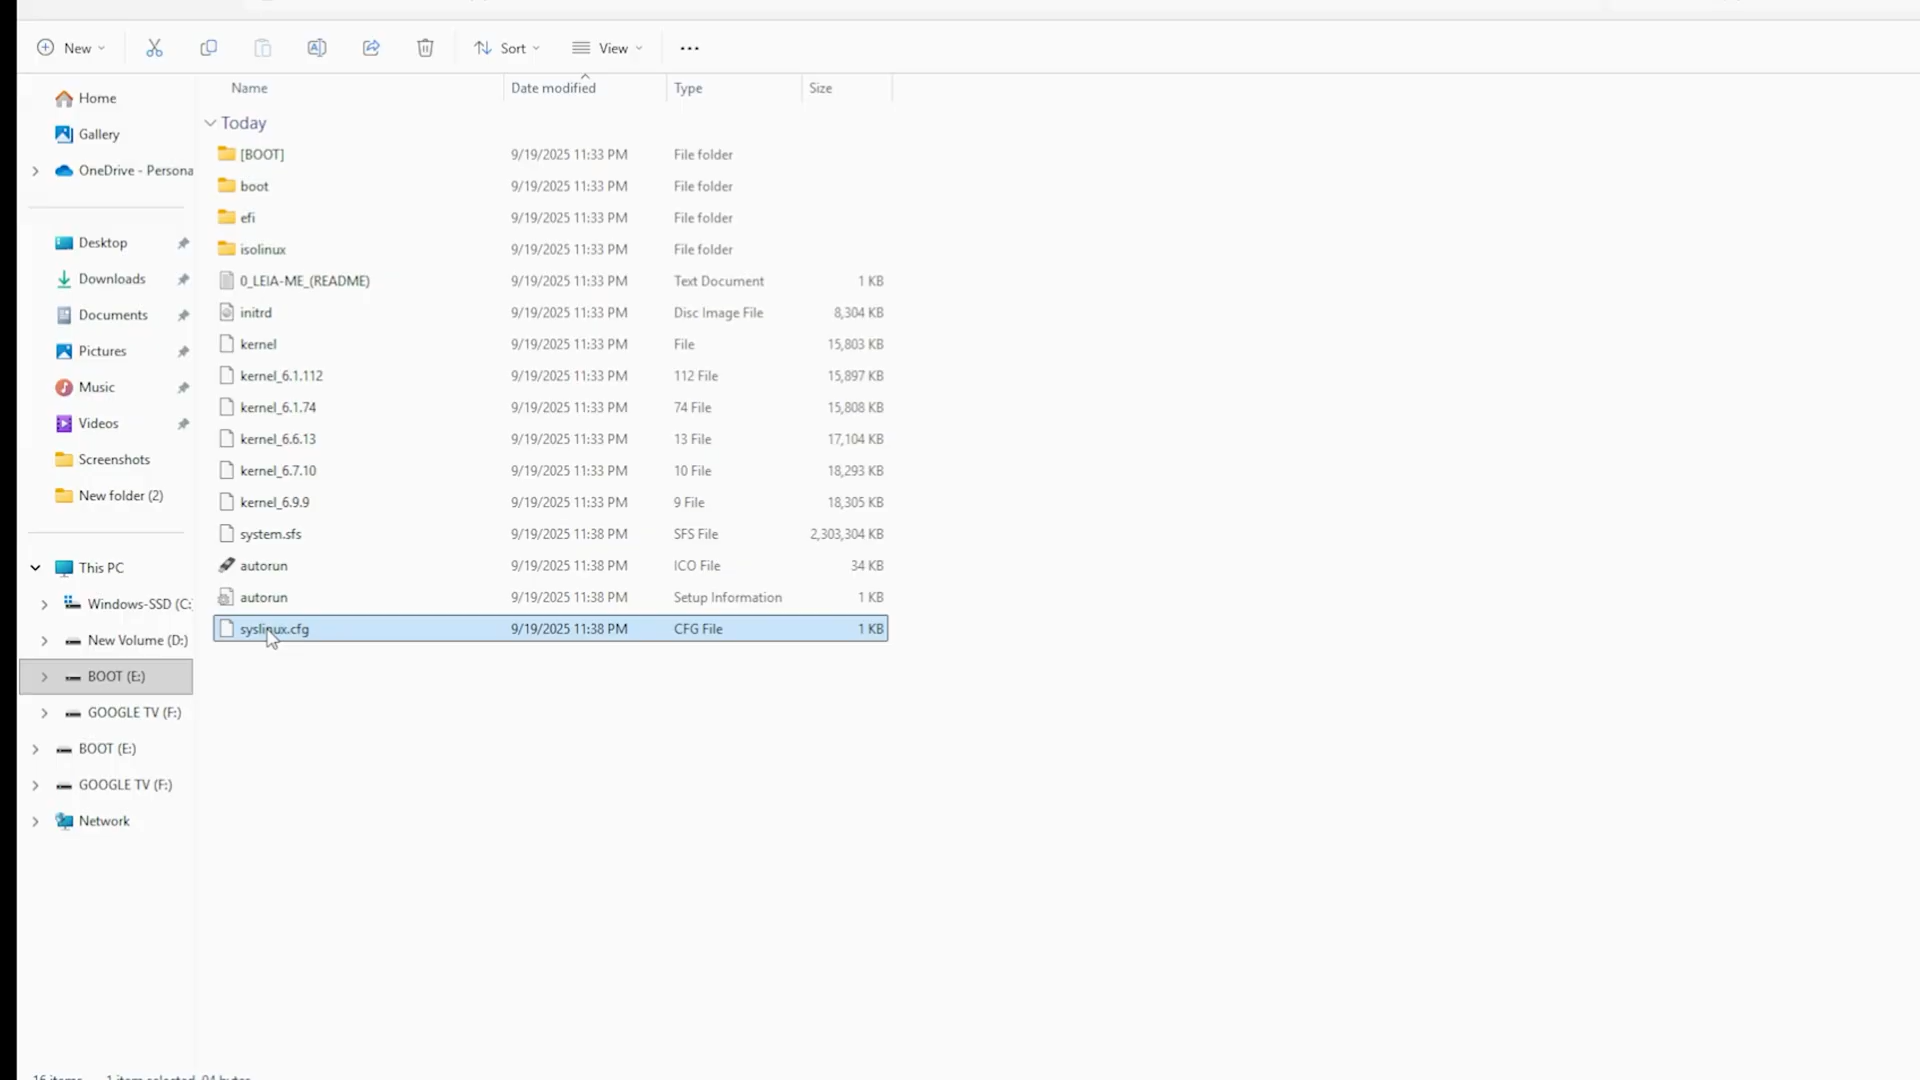 New Sort View
Name Date modified Type Size
Home
Gallery
OneDrive - Persona
Desktop
Downloads
Documents
Pictures
Music
Videos
Screenshots
New folder (2)
This PC
Windows-SSD (C:
New Volume (D:)
BOOT (E:)
GOOGLE TV (F:)
BOOT (E:)
GOOGLE TV (F:)
Network
Today
[BOOT] 9/19/2025 11:33 PM File folder
boot 9/19/2025 11:33 PM File folder
efi 9/19/2025 11:33 PM File folder
isolinux 9/19/2025 11:33 PM File folder
0_LEIA-ME_(README) 9/19/2025 11:33 PM Text Document 1 KB
initrd 9/19/2025 11:33 PM Disc Image File 8,304 KB
kernel 9/19/2025 11:33 PM File 15,803 KB
kernel_6.1.112 9/19/2025 11:33 PM 112 File 15,897 KB
kernel_6.1.74 9/19/2025 11:33 PM 74 File 15,808 KB
kernel_6.6.13 9/19/2025 11:33 PM 13 File 17,104 KB
kernel_6.7.10 9/19/2025 11:33 PM 10 File 18,293 KB
kernel_6.9.9 9/19/2025 11:33 PM 9 File 18,305 KB
system.sfs 9/19/2025 11:38 PM SFS File 2,303,304 KB
autorun 9/19/2025 11:38 PM ICO File 34 KB
autorun 9/19/2025 11:38 PM Setup Information 1 KB
syslinux.cfg 9/19/2025 11:38 PM CFG File 1 KB
16 items 1 item selected 94 bytes